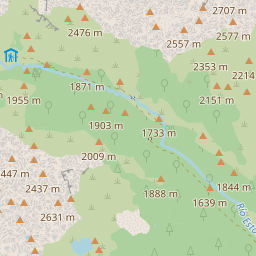 2707 m
2476 m
2577 m
2557 m
2353 m
2214
1871 m
1955 m
2151 m
1903 m
1733 m
2009 m
447 m
2437 m
1888 m
1844 m
1639 m
2631 m
Río Esto